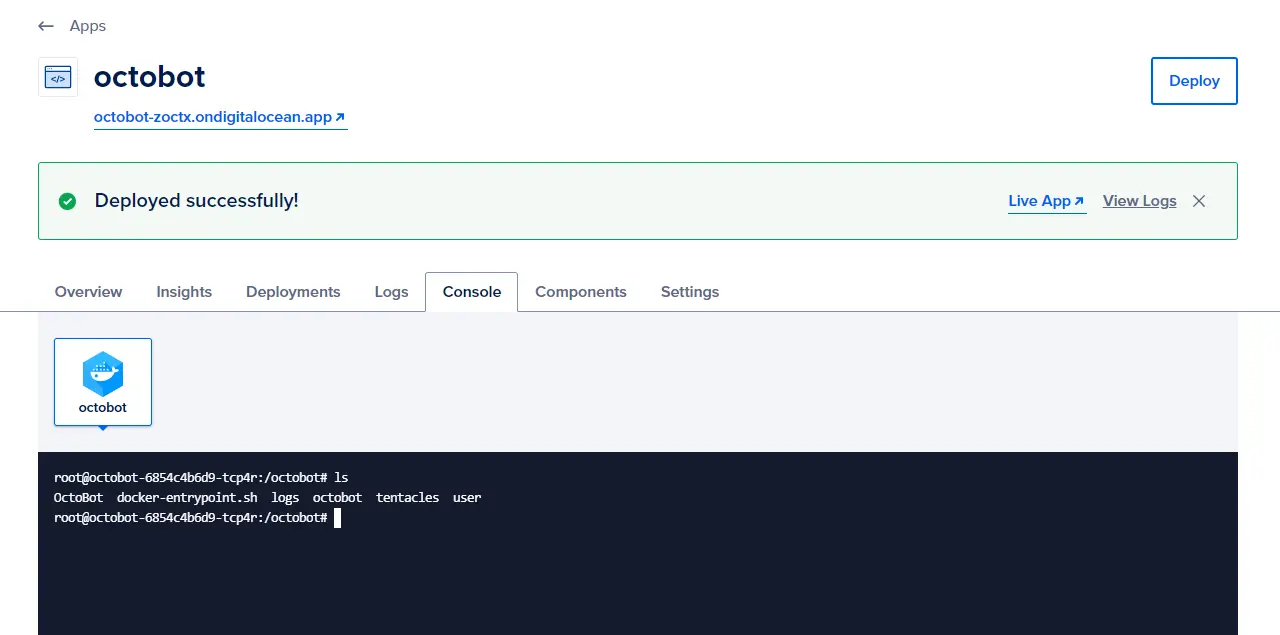 ← Apps
</> octobot
Deploy
octobot-zoctx.ondigitalocean.app
Deployed successfully!
Live App View Logs
Overview Insights Deployments Logs Console Components Settings
octobot
root@octobot-6854c4b6d9-tcp4r:/octobot# ls
OctoBot docker-entrypoint.sh logs octobot tentacles user
root@octobot-6854c4b6d9-tcp4r:/octobot#